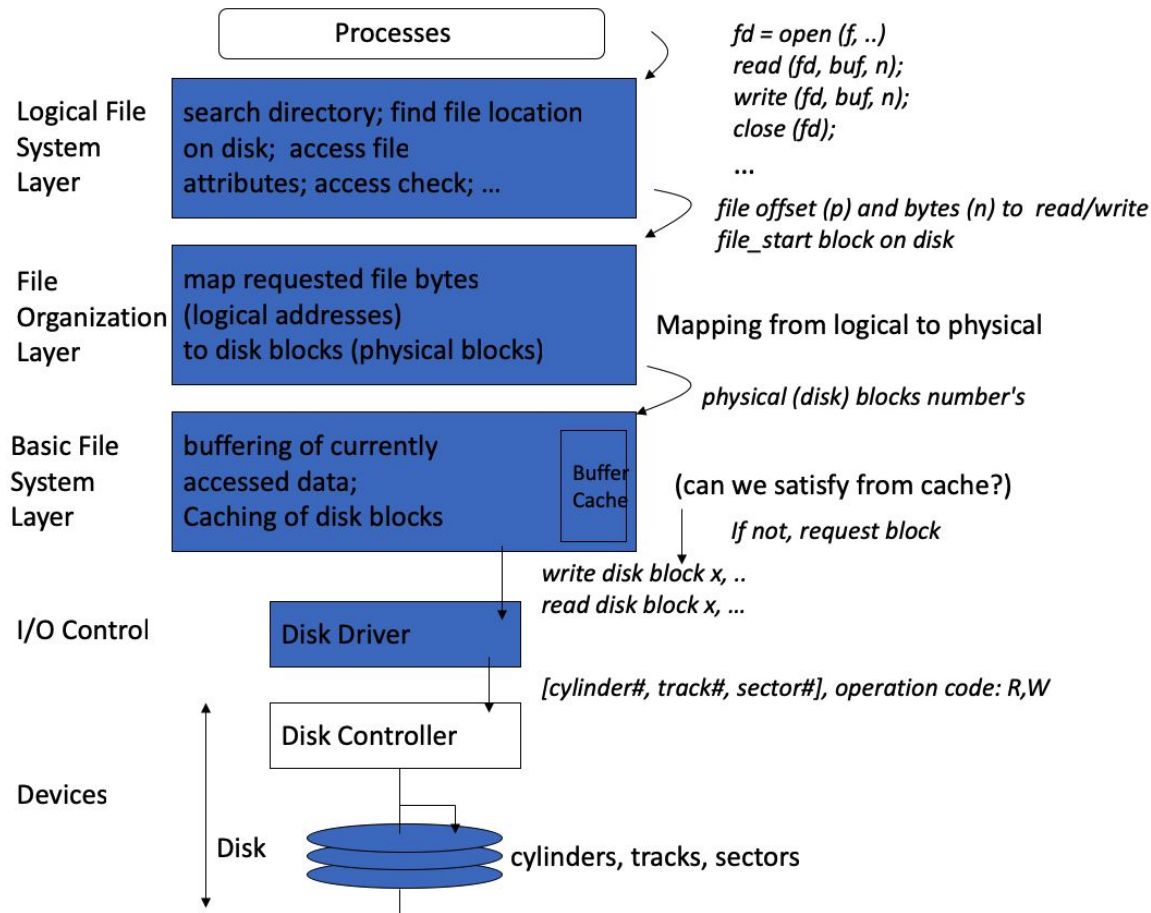 Processes
fd = open (f, ..)
read (fd, buf, n);
write (fd, buf, n);
close (fd);
...
Logical File
System
Layer
search directory; find file location
on disk;  access file
attributes; access check; ...
file offset (p) and bytes (n) to  read/write
file_start block on disk
File
Organization
Layer
map requested file bytes
(logical addresses)
to disk blocks (physical blocks)
Mapping from logical to physical
physical (disk) blocks number's
Basic File
System
Layer
buffering of currently
accessed data;
Caching of disk blocks
Buffer
Cache
(can we satisfy from cache?)
If not, request block
write disk block x, ..
read disk block x, ...
I/O Control
Disk Driver
[cylinder#, track#, sector#], operation code: R,W
Disk Controller
Devices
Disk
cylinders, tracks, sectors